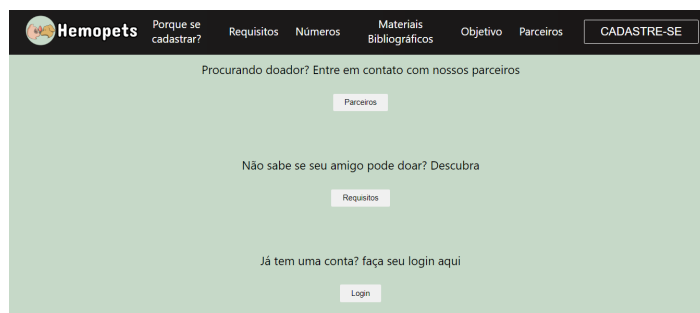 Hemopets
Porque se
cadastrar?
Requisitos
Números
Materiais
Bibliográficos
Objetivo
Parceiros
CADASTRE-SE
Procurando doador? Entre em contato com nossos parceiros
Parceiros
Não sabe se seu amigo pode doar? Descubra
Requisitos
Já tem uma conta? faça seu login aqui
Login